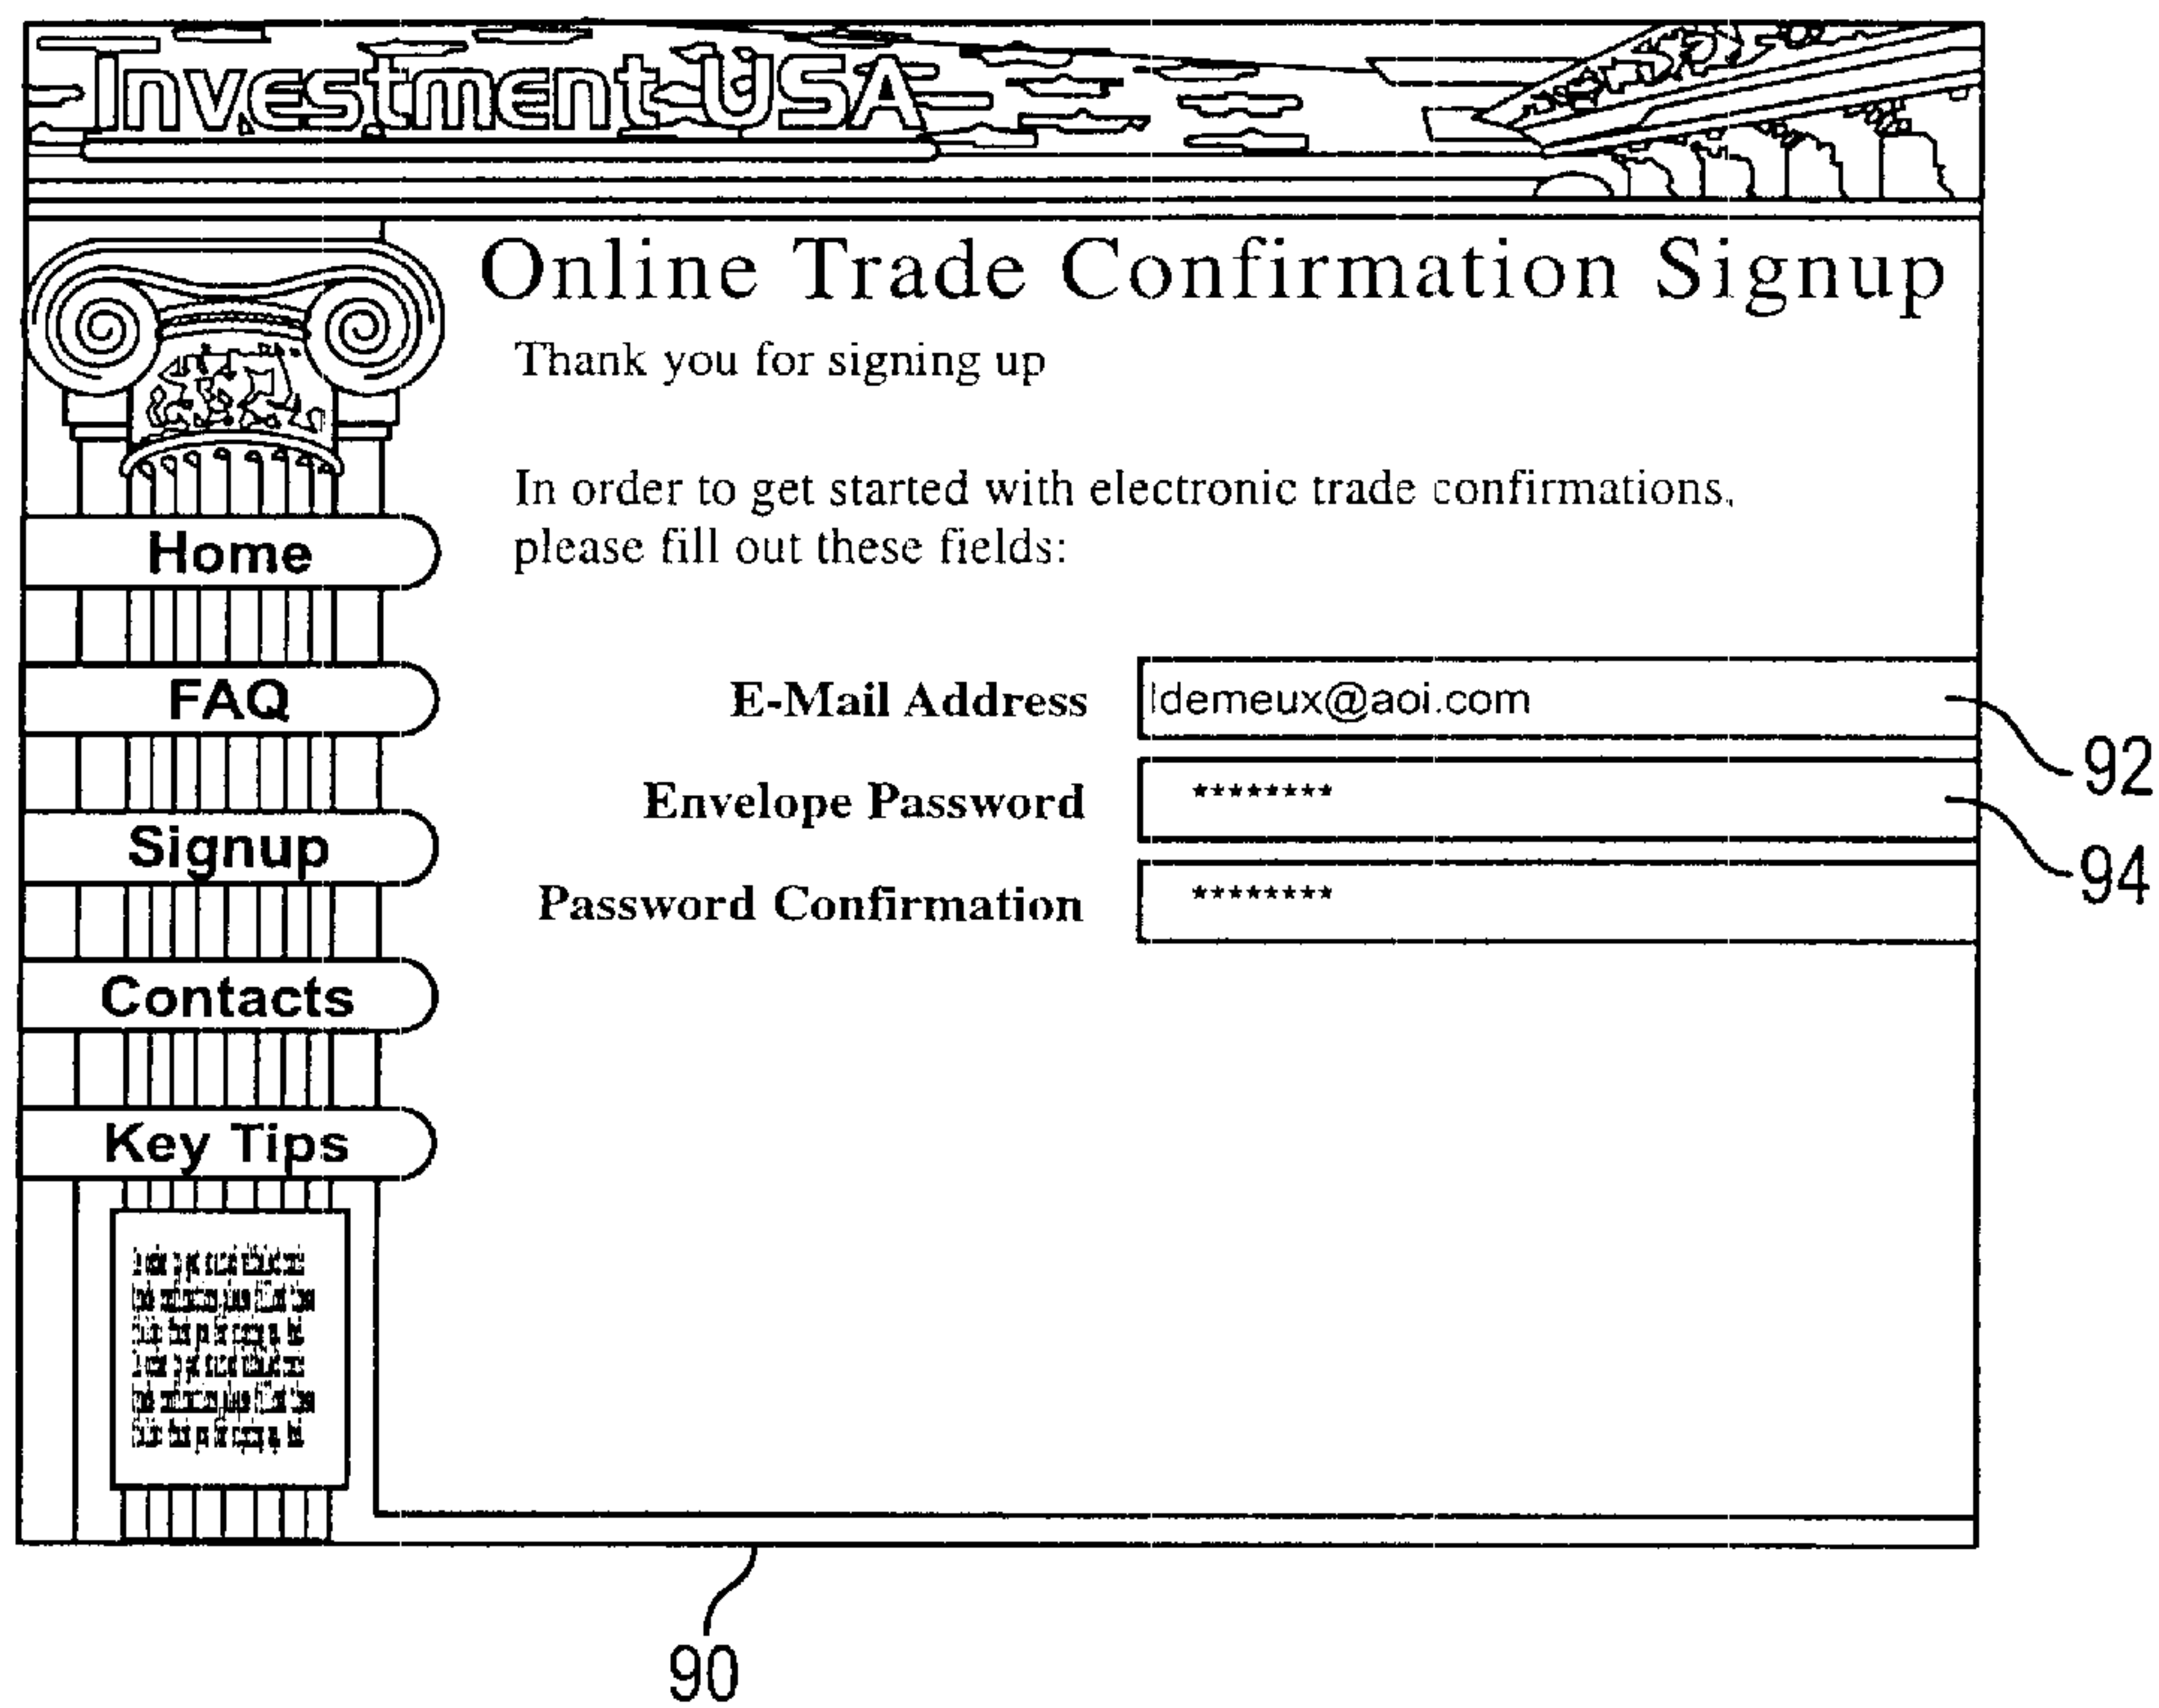 Investment USA
Online Trade Confirmation Signup
Thank you for signing up
In order to get started with electronic trade confirmations,
please fill out these fields:
Home
FAQ
Signup
Contacts
Key Tips
E-Mail Address ldemeux@aoi.com
92
Envelope Password ********
94
Password Confirmation ********
90